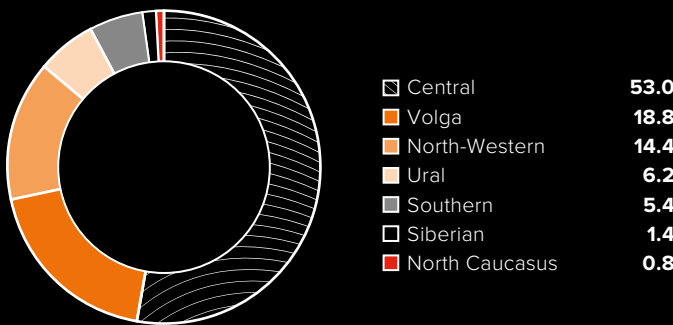 Central 53.0
Volga 18.8
North-Western 14.4
Ural 6.2
Southern 5.4
Siberian 1.4
North Caucasus 0.8